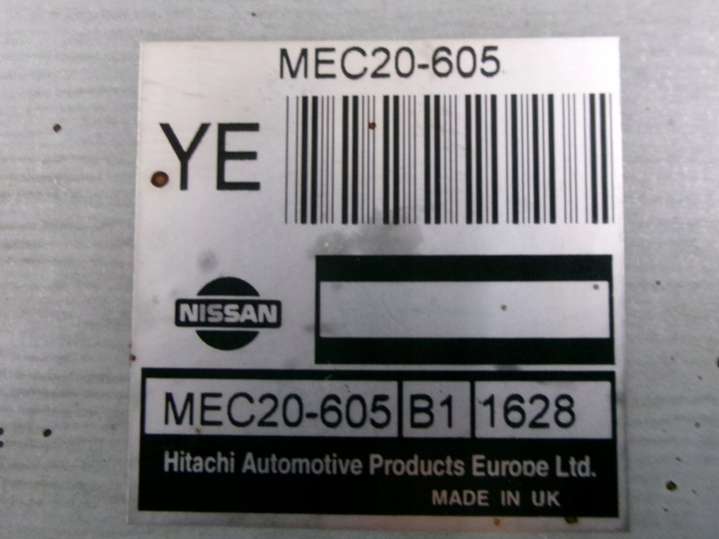 MEC20-605
YE
NISSAN
MEC20-605 B1 1628
Hitachi Automotive Products Europe Ltd.
MADE IN UK